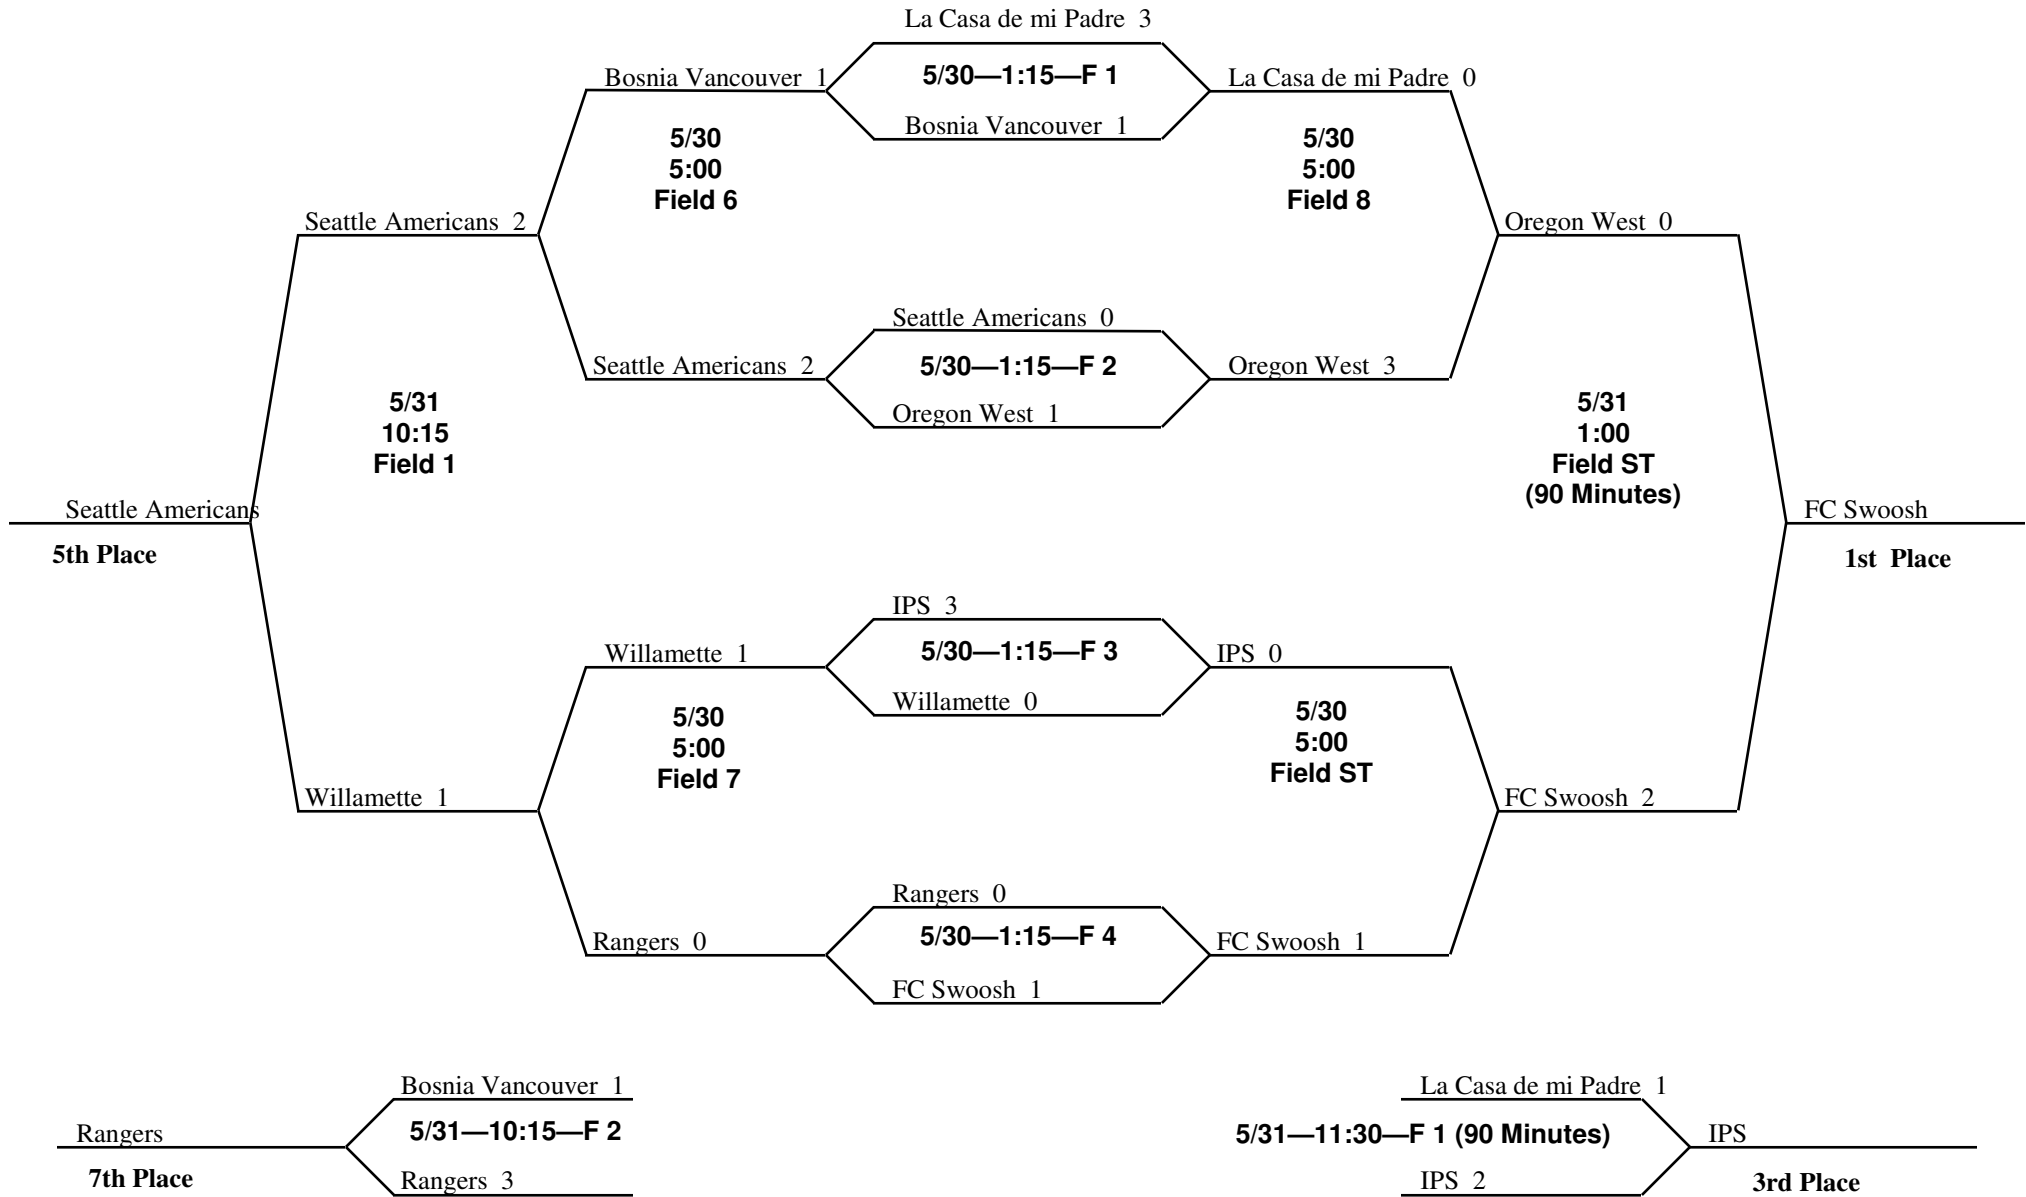 La Casa de mi Padre 3
Bosnia Vancouver 1
5/30—1:15—F 1
La Casa de mi Padre 0
Bosnia Vancouver 1
5/30
5:00
Field 6
5/30
5:00
Field 8
Seattle Americans 2
Oregon West 0
Seattle Americans 0
Seattle Americans 2
5/30—1:15—F 2
Oregon West 3
Oregon West 1
5/31
10:15
Field 1
5/31
1:00
Field ST
(90 Minutes)
Seattle Americans
5th Place
FC Swoosh
1st Place
IPS 3
Willamette 1
5/30—1:15—F 3
IPS 0
Willamette 0
5/30
5:00
Field 7
5/30
5:00
Field ST
Willamette 1
FC Swoosh 2
Rangers 0
Rangers 0
5/30—1:15—F 4
FC Swoosh 1
FC Swoosh 1
Bosnia Vancouver 1
5/31—10:15—F 2
Rangers
7th Place
Rangers 3
La Casa de mi Padre 1
5/31—11:30—F 1 (90 Minutes)
IPS
IPS 2
3rd Place